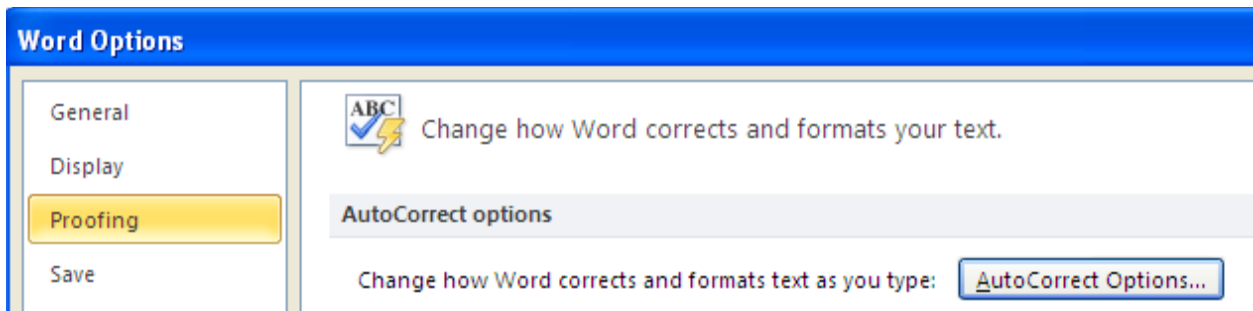 Word Options
General
Display
Proofing
Save
ABC
Change how Word corrects and formats your text.
AutoCorrect options
Change how Word corrects and formats text as you type: AutoCorrect Options...